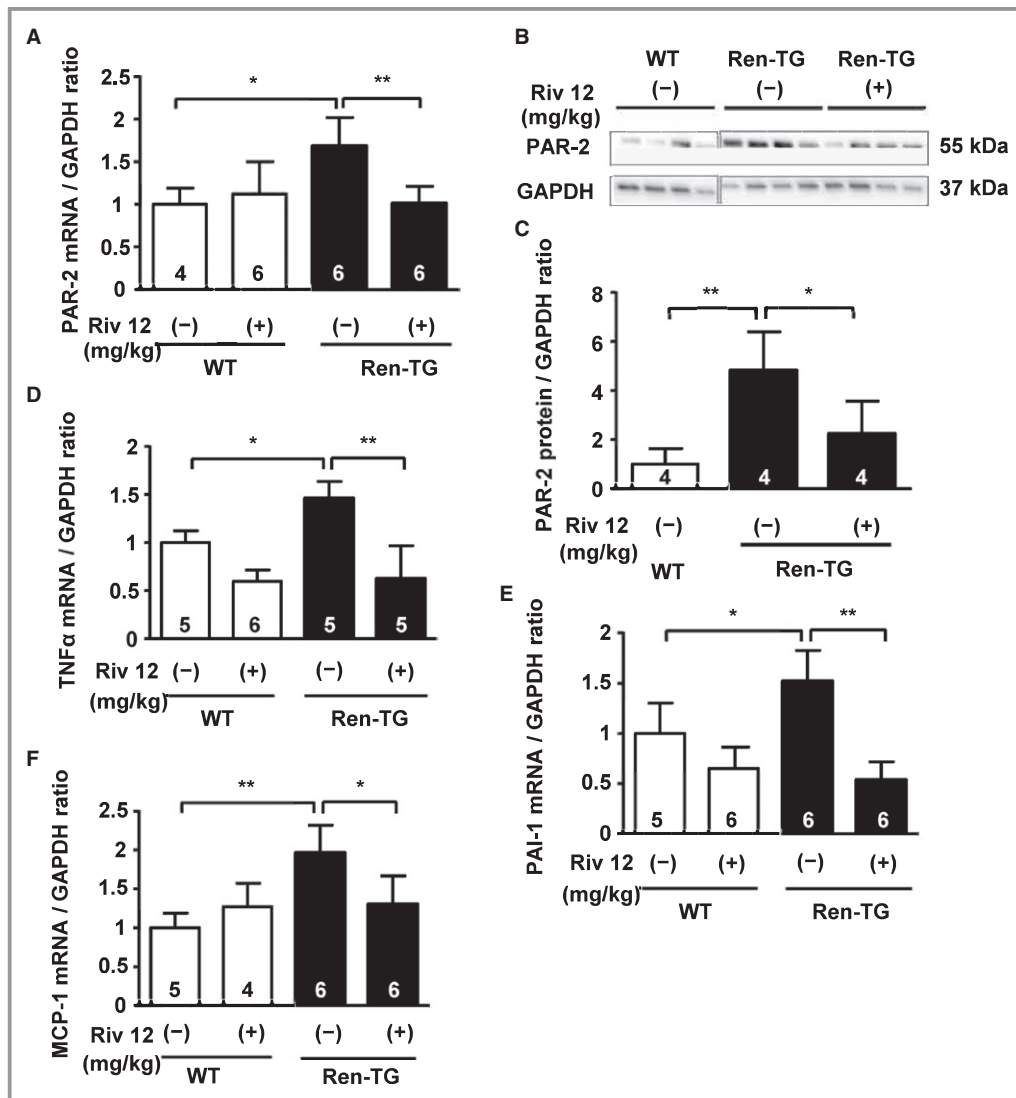 A
PAR-2 mRNA / GAPDH ratio
2.5
2
1.5
1
0.5
0
*
**
4
6
6
6
Riv 12 (−) (+) (−) (+)
(mg/kg)
WT Ren-TG
B
WT Ren-TG Ren-TG
Riv 12 (−) (−) (+)
(mg/kg)
PAR-2 55 kDa
GAPDH 37 kDa
C
PAR-2 protein / GAPDH ratio
8
6
4
2
0
**
*
4
4
4
Riv 12 (−) (−) (+)
(mg/kg)
WT Ren-TG
D
TNFα mRNA / GAPDH ratio
2
1.5
1
0.5
0
*
**
5
6
5
5
Riv 12 (−) (+) (−) (+)
(mg/kg)
WT Ren-TG
E
PAI-1 mRNA / GAPDH ratio
2
1.5
1
0.5
0
*
**
5
6
6
6
Riv 12 (−) (+) (−) (+)
(mg/kg)
WT Ren-TG
F
MCP-1 mRNA / GAPDH ratio
2.5
2
1.5
1
0.5
0
**
*
5
4
6
6
Riv 12 (−) (+) (−) (+)
(mg/kg)
WT Ren-TG